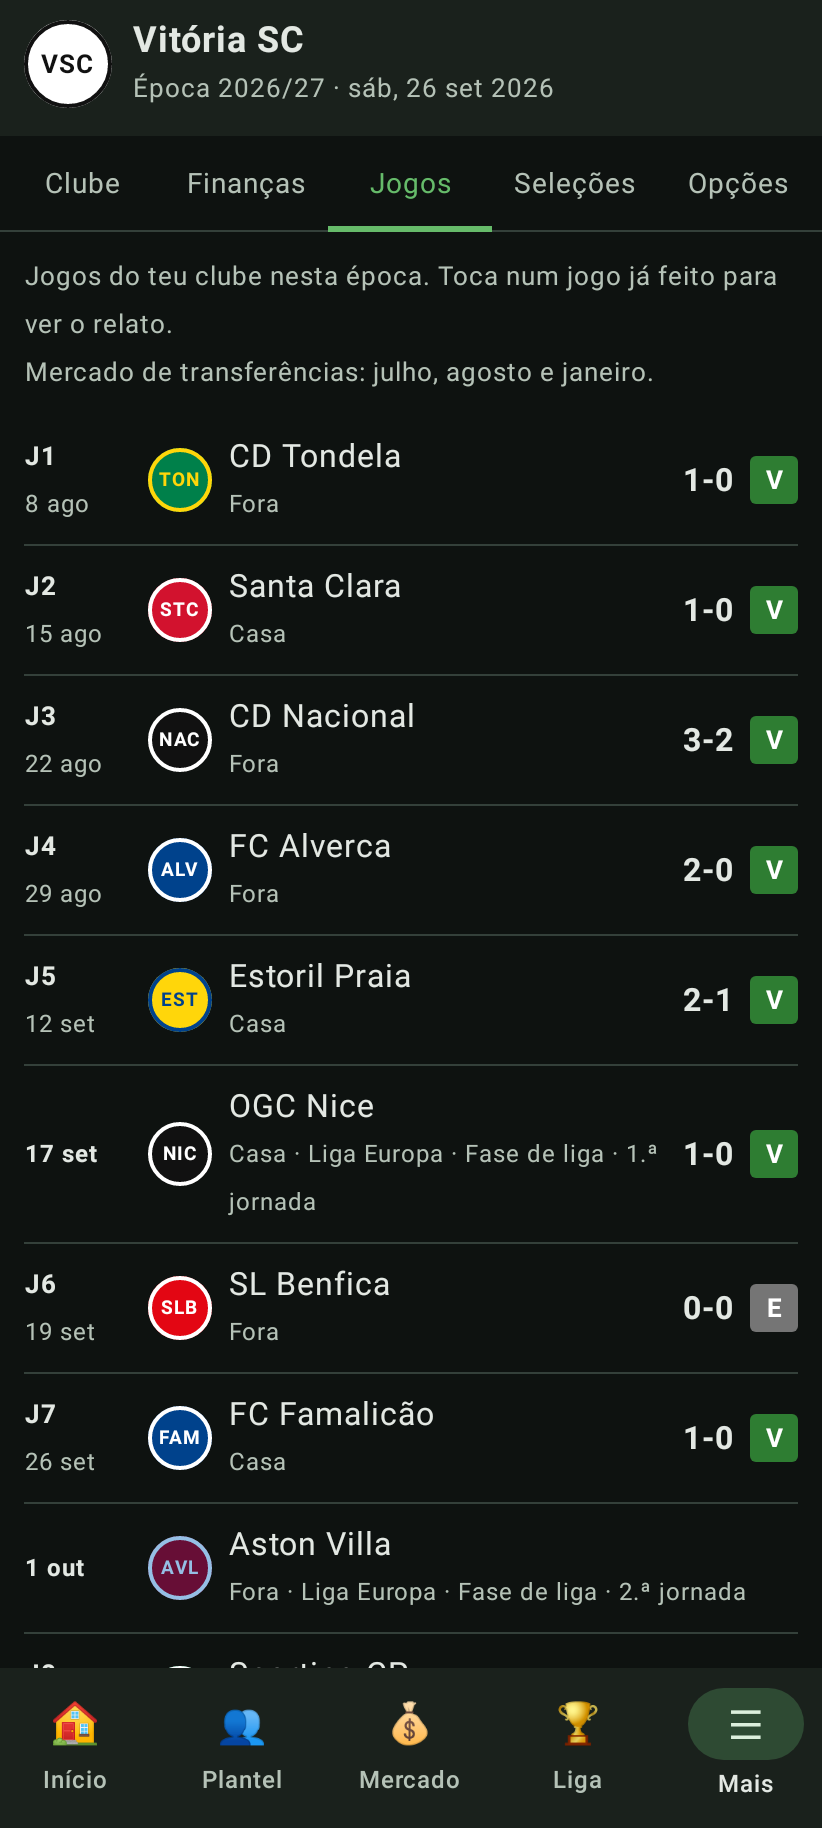 VSC
Vitória SC
Época 2026/27 · sáb, 26 set 2026
Clube
Finanças
Jogos
Seleções
Opções
Jogos do teu clube nesta época. Toca num jogo já feito para
ver o relato.
Mercado de transferências: julho, agosto e janeiro.
J1
8 ago
TON
CD Tondela
Fora
1-0
V
J2
15 ago
STC
Santa Clara
Casa
1-0
V
J3
22 ago
NAC
CD Nacional
Fora
3-2
V
J4
29 ago
ALV
FC Alverca
Fora
2-0
V
J5
12 set
EST
Estoril Praia
Casa
2-1
V
17 set
NIC
OGC Nice
Casa · Liga Europa · Fase de liga · 1.ª
jornada
1-0
V
J6
19 set
SLB
SL Benfica
Fora
0-0
E
J7
26 set
FAM
FC Famalicão
Casa
1-0
V
1 out
AVL
Aston Villa
Fora · Liga Europa · Fase de liga · 2.ª jornada
Início
Plantel
Mercado
Liga
Mais